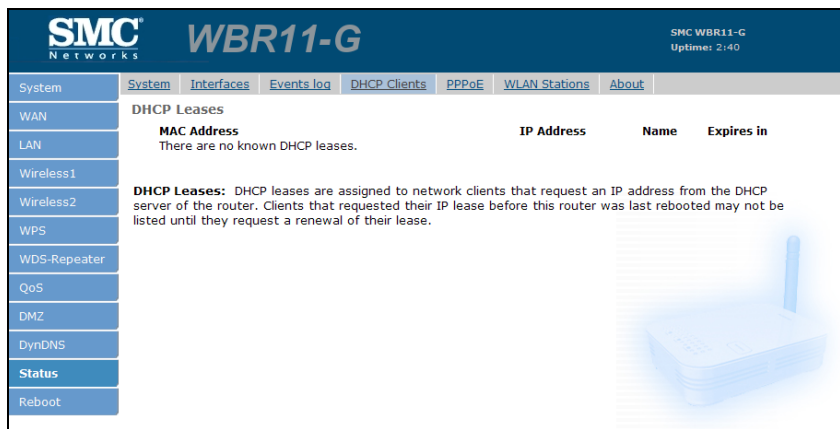 SMC®
Networks
WBR11-G
SMC WBR11-G
Uptime: 2:40
System
WAN
LAN
Wireless1
Wireless2
WPS
WDS-Repeater
QoS
DMZ
DynDNS
Status
Reboot
System Interfaces Events log DHCP Clients PPPoE WLAN Stations About
DHCP Leases
MAC Address IP Address Name Expires in
There are no known DHCP leases.
DHCP Leases: DHCP leases are assigned to network clients that request an IP address from the DHCP
server of the router. Clients that requested their IP lease before this router was last rebooted may not be
listed until they request a renewal of their lease.